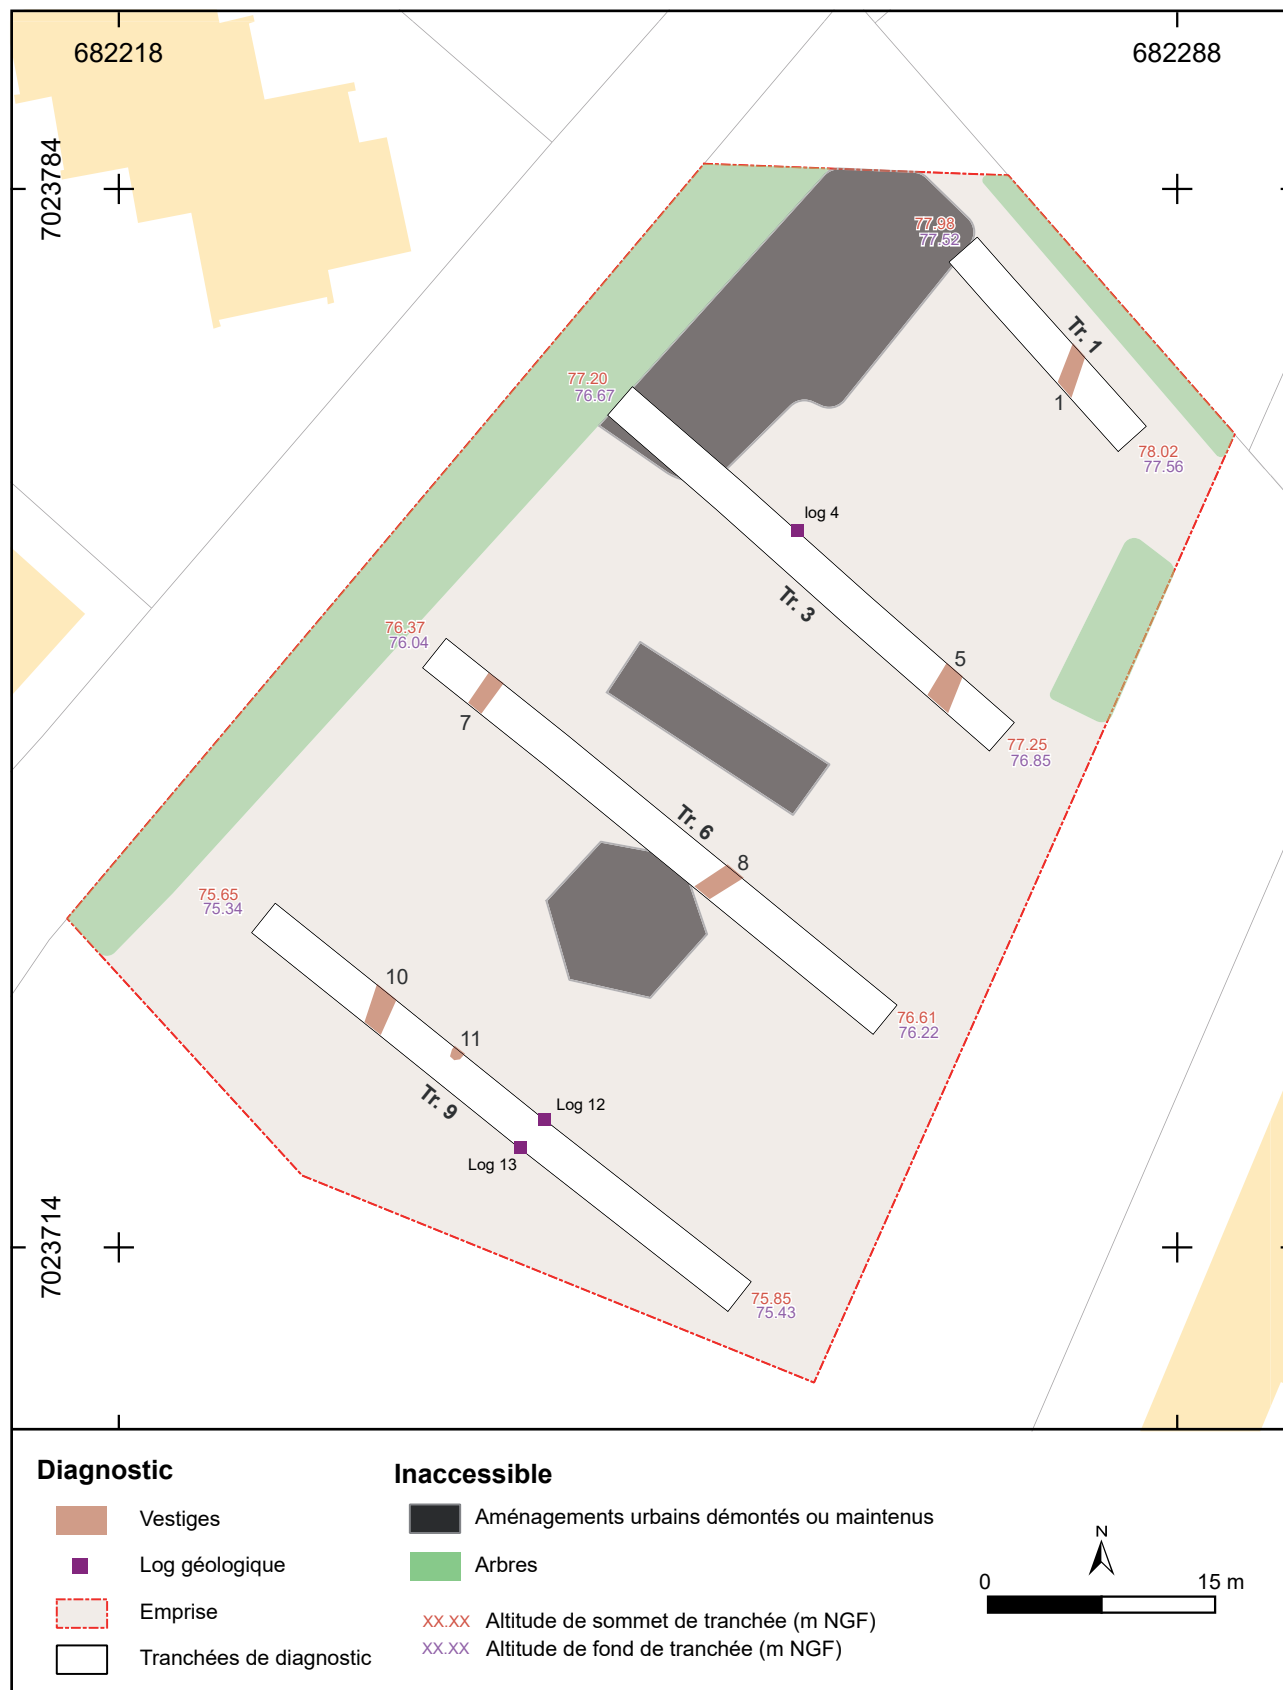 682218
682288
7023784
77.98
77.52
Tr. 1
1
77.20
76.67
78.02
77.56
log 4
Tr. 3
5
76.37
76.04
7
77.25
76.85
Tr. 6
8
75.65
75.34
10
76.61
76.22
11
Tr. 9
Log 12
Log 13
7023714
75.85
75.43
Diagnostic
Vestiges
Log géologique
Emprise
Tranchées de diagnostic
Inaccessible
Aménagements urbains démontés ou maintenus
Arbres
XX.XX Altitude de sommet de tranchée (m NGF)
XX.XX Altitude de fond de tranchée (m NGF)
N
0 15 m